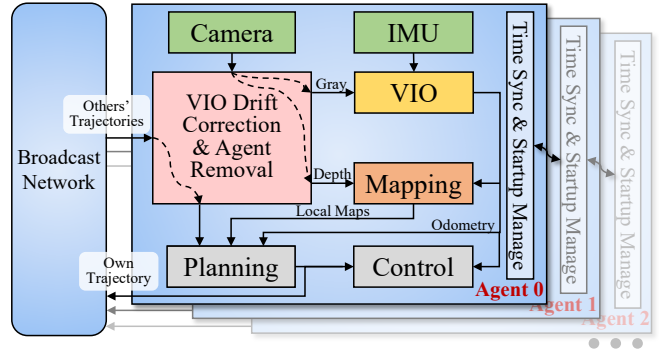 Camera
IMU
Others'
Trajectories
Gray
VIO Drift
Correction
& Agent
Removal
VIO
Broadcast
Network
Depth
Mapping
Local Maps
Odometry
Own
Trajectory
Planning
Control
Time Sync & Startup Manage
Agent 0
Time Sync & Startup Manage
Agent 1
Time Sync & Startup Manage
Agent 2